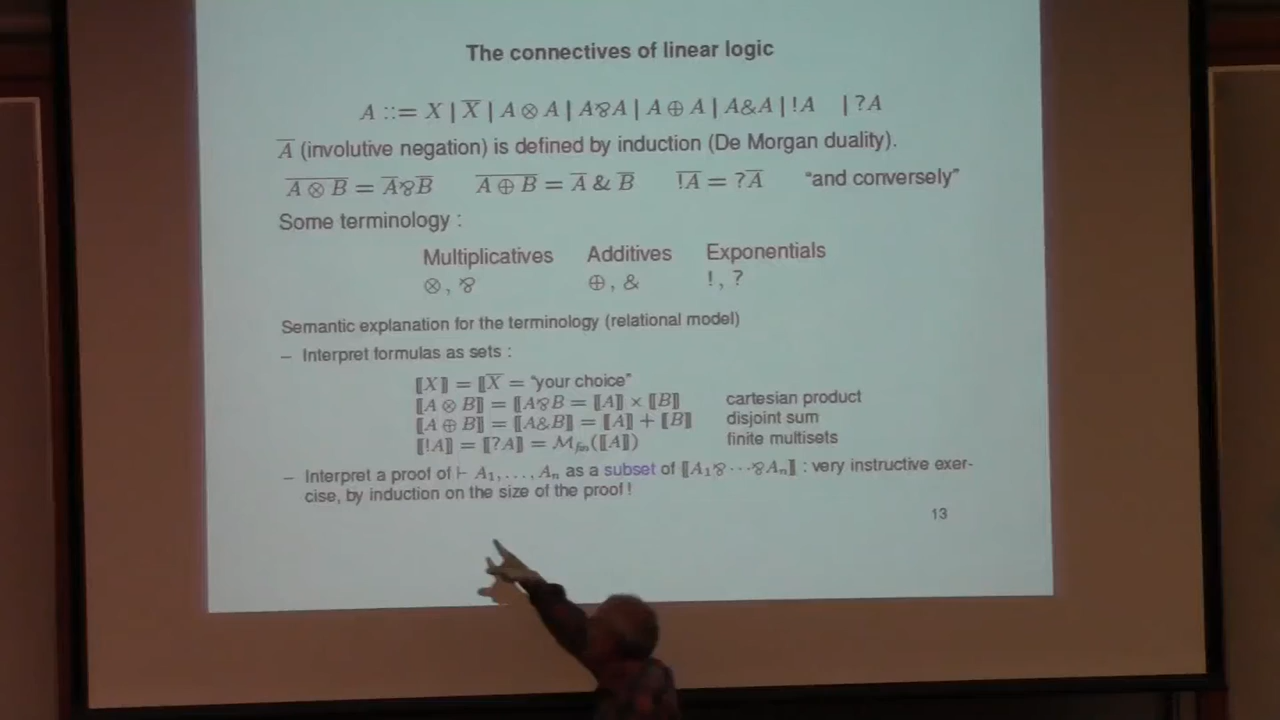 The connectives of linear logic
A ::= X | X̅ | A ⊗ A | A⅋A | A ⊕ A | A&A | !A | ?A
A̅ (involutive negation) is defined by induction (De Morgan duality).
A̅ ̅⊗̅ ̅B̅ = A̅⅋B̅ A̅ ̅⊕̅ ̅B̅ = A̅ & B̅ !̅A̅ = ?A̅ “and conversely”
Some terminology :
Multiplicatives Additives Exponentials
⊗, ⅋ ⊕, & !, ?
Semantic explanation for the terminology (relational model)
– Interpret formulas as sets :
⟦X⟧ = ⟦X̅ = “your choice”
⟦A ⊗ B⟧ = ⟦A⅋B = ⟦A⟧ × ⟦B⟧ cartesian product
⟦A ⊕ B⟧ = ⟦A&B⟧ = ⟦A⟧ + ⟦B⟧ disjoint sum
⟦!A⟧ = ⟦?A⟧ = ℳfin(⟦A⟧) finite multisets
– Interpret a proof of ⊢ A₁, . . . , Aₙ as a subset of ⟦A₁⅋ ··· ⅋Aₙ⟧ : very instructive exer-
cise, by induction on the size of the proof !
13